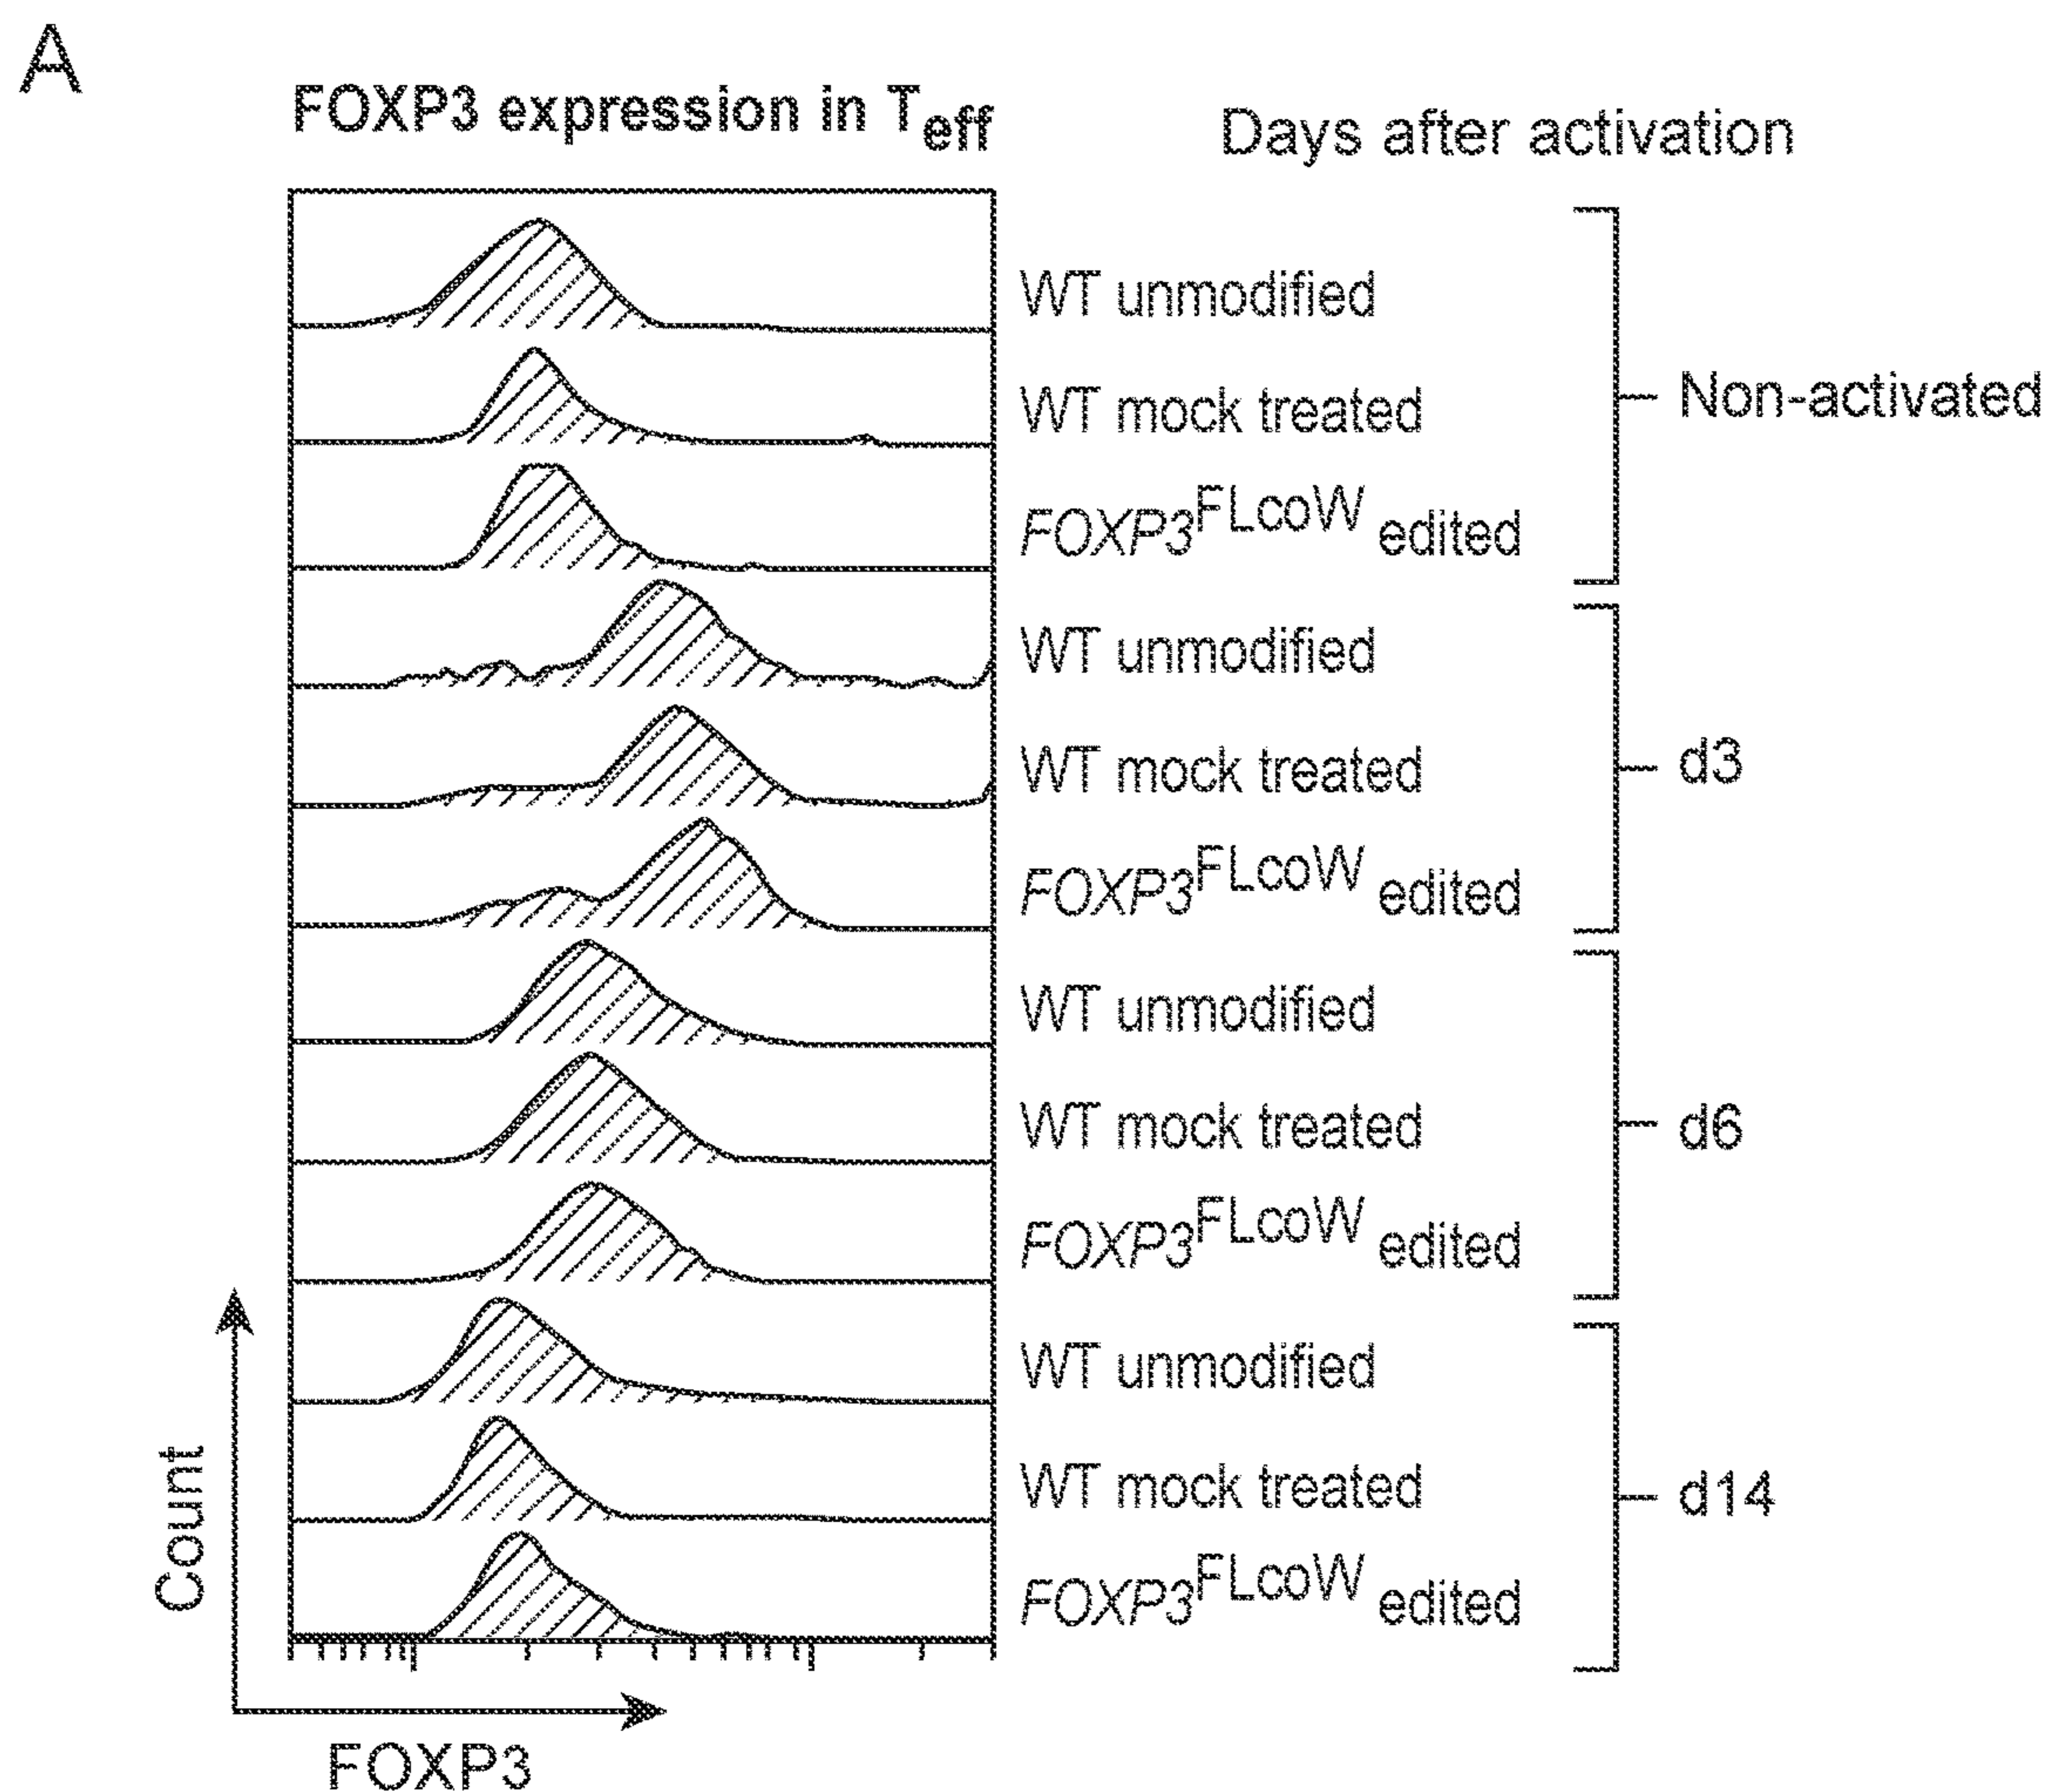 A
FOXP3 expression in Teff
Days after activation
WT unmodified
WT mock treated
FOXP3FLcoW edited
Non-activated
WT unmodified
WT mock treated
FOXP3FLcoW edited
d3
WT unmodified
WT mock treated
FOXP3FLcoW edited
d6
WT unmodified
WT mock treated
FOXP3FLcoW edited
d14
Count
FOXP3